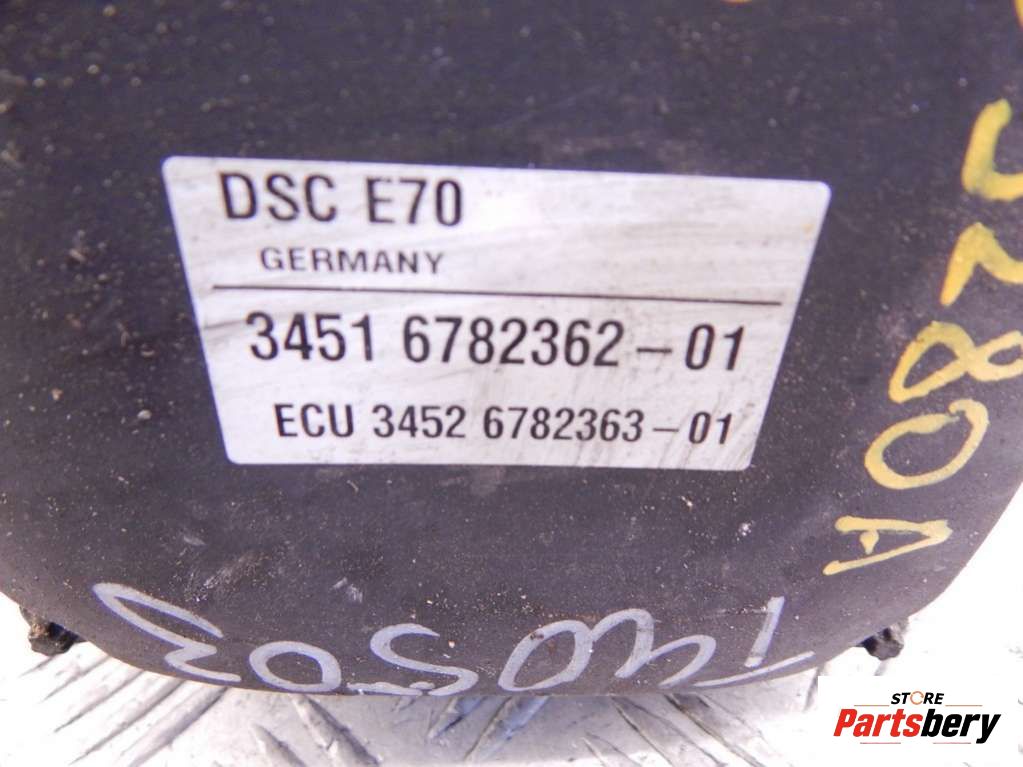 DSC E70
GERMANY
3451 6782362-01
ECU 3452 6782363-01
STORE
Partsbery